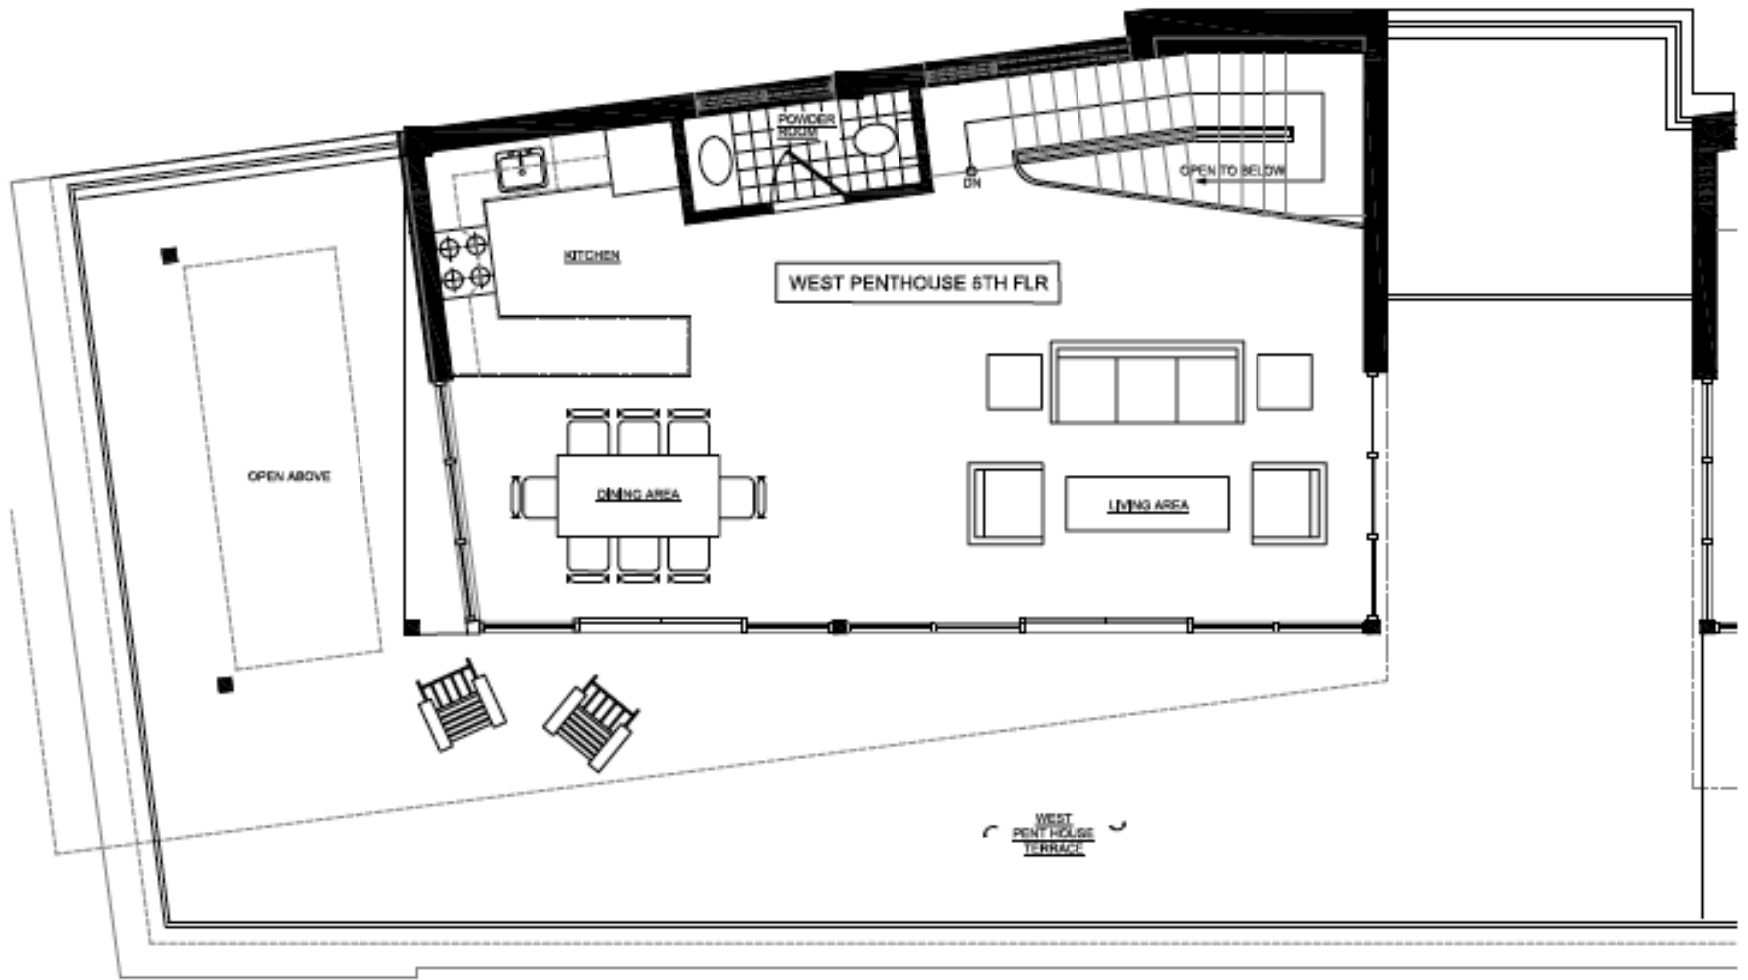 POWDER
ROOM
DN
OPEN TO BELOW
KITCHEN
WEST PENTHOUSE 5TH FLR
OPEN ABOVE
DINING AREA
LIVING AREA
WEST
PENT HOUSE
TERRACE